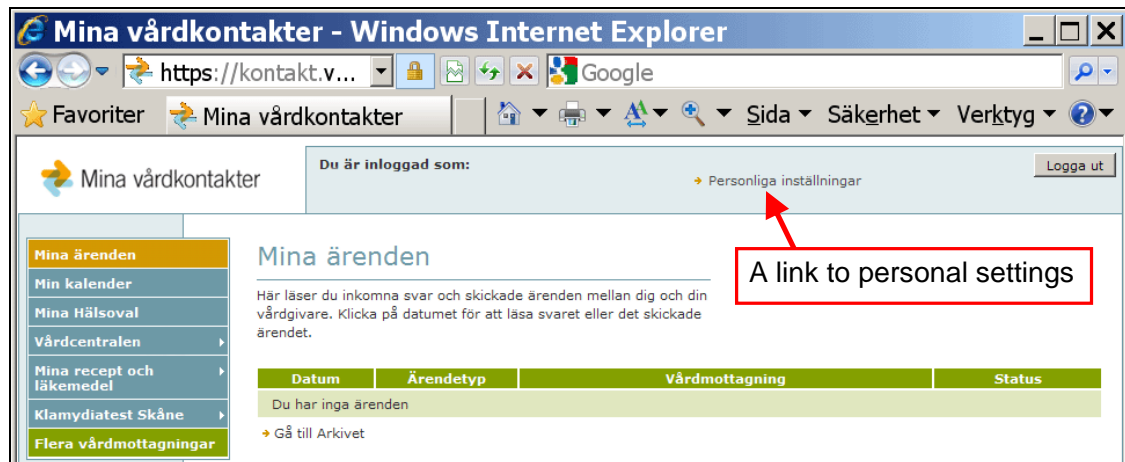 Mina vårdkontakter - Windows Internet Explorer
https://kontakt.v... Google
Favoriter Mina vårdkontakter Sida Säkerhet Verktyg
Mina vårdkontakter
Du är inloggad som:
Personliga inställningar
Logga ut
A link to personal settings
Mina ärenden
Min kalender
Mina Hälsoval
Vårdcentralen
Mina recept och
läkemedel
Klamydiatest Skåne
Flera vårdmottagningar
Mina ärenden
Här läser du inkomna svar och skickade ärenden mellan dig och din
vårdgivare. Klicka på datumet för att läsa svaret eller det skickade
ärendet.
Datum Ärendetyp Vårdmottagning Status
Du har inga ärenden
Gå till Arkivet